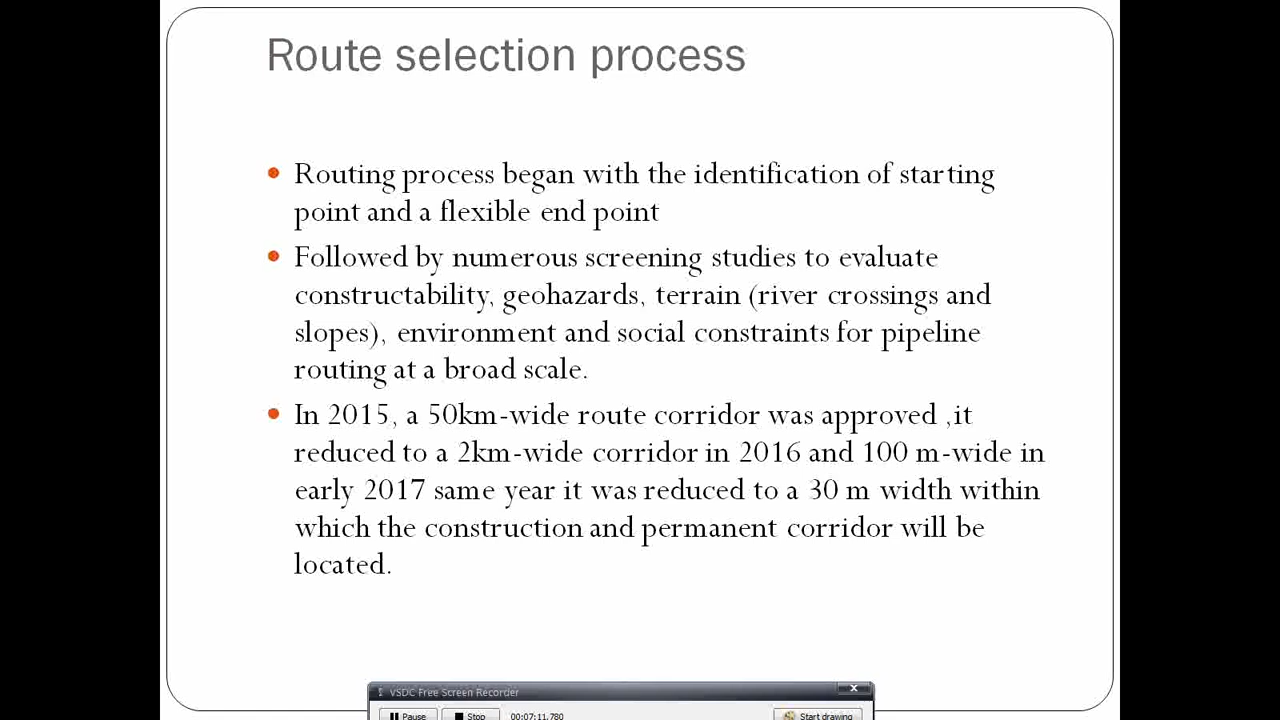 Route selection process
Routing process began with the identification of starting
point and a flexible end point
Followed by numerous screening studies to evaluate
constructability, geohazards, terrain (river crossings and
slopes), environment and social constraints for pipeline
routing at a broad scale.
In 2015, a 50km-wide route corridor was approved ,it
reduced to a 2km-wide corridor in 2016 and 100 m-wide in
early 2017 same year it was reduced to a 30 m width within
which the construction and permanent corridor will be
located.
VSDC Free Screen Recorder
Pause Stop 00:07:11.780 Start drawing